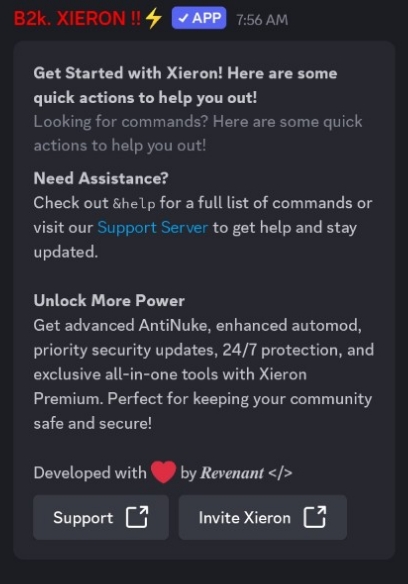 B2k. XIERON !!⚡ ✓ APP 7:56 AM
Get Started with Xieron! Here are some
quick actions to help you out!
Looking for commands? Here are some quick
actions to help you out!
Need Assistance?
Check out &help for a full list of commands or
visit our Support Server to get help and stay
updated.
Unlock More Power
Get advanced AntiNuke, enhanced automod,
priority security updates, 24/7 protection, and
exclusive all-in-one tools with Xieron
Premium. Perfect for keeping your community
safe and secure!
Developed with ❤️ by Revenant </>
Support Invite Xieron